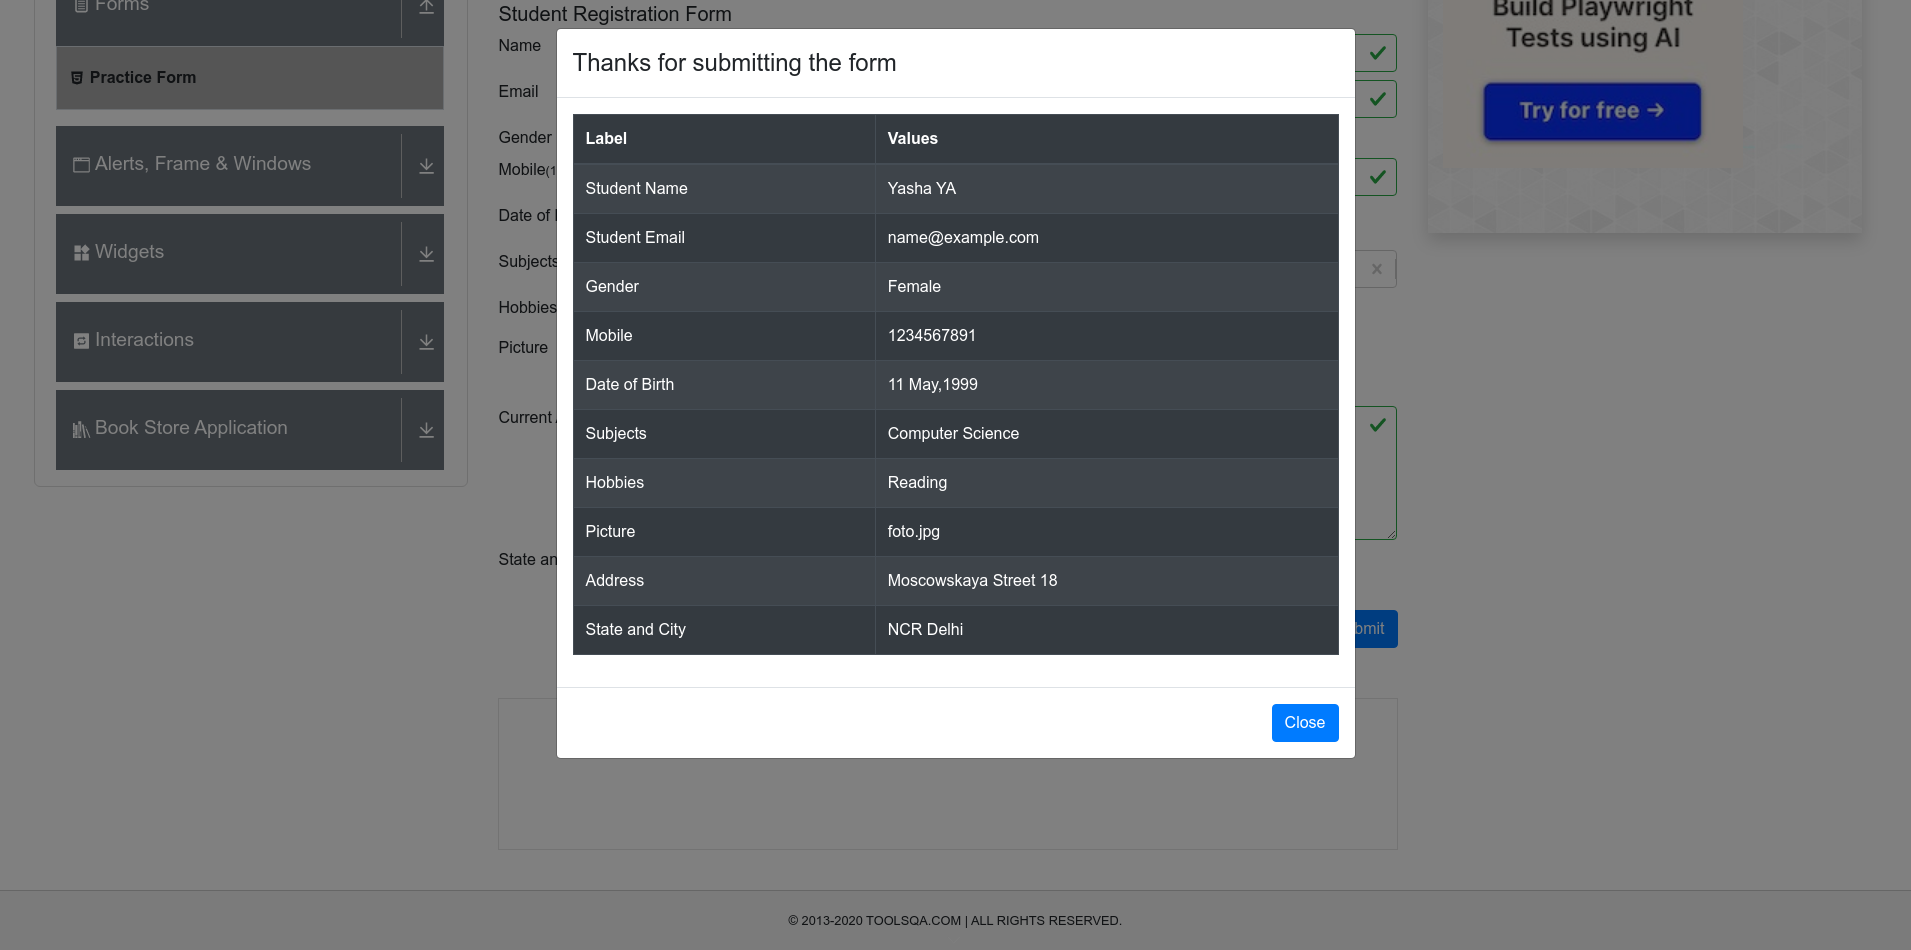 Forms
Practice Form
Alerts, Frame & Windows
Widgets
Interactions
Book Store Application
Student Registration Form
Name
Email
Gender
Mobile(1
Date of
Subjects
Hobbies
Picture
Current
State an
bmit
Thanks for submitting the form
Label Values
Student Name Yasha YA
Student Email name@example.com
Gender Female
Mobile 1234567891
Date of Birth 11 May,1999
Subjects Computer Science
Hobbies Reading
Picture foto.jpg
Address Moscowskaya Street 18
State and City NCR Delhi
Close
Build Playwright
Tests using AI
Try for free →
© 2013-2020 TOOLSQA.COM | ALL RIGHTS RESERVED.